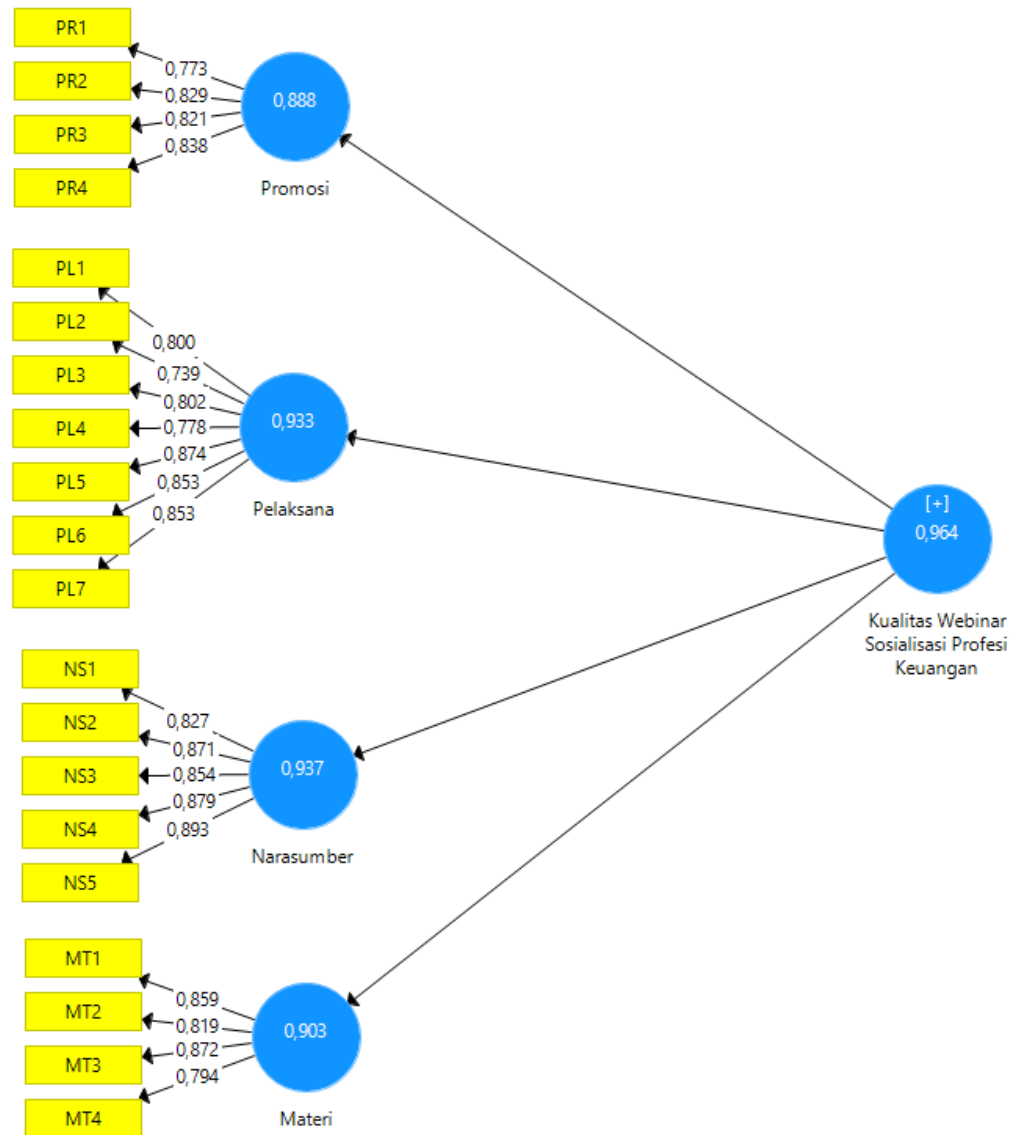 PR1
PR2
PR3
PR4
0,773
0,829
0,821
0,838
0,888
Promosi
PL1
PL2
PL3
PL4
PL5
PL6
PL7
0,800
0,739
0,802
0,778
0,874
0,853
0,853
0,933
Pelaksana
[+]
0,964
Kualitas Webinar
Sosialisasi Profesi
Keuangan
NS1
NS2
NS3
NS4
NS5
0,827
0,871
0,854
0,879
0,893
0,937
Narasumber
MT1
MT2
MT3
MT4
0,859
0,819
0,872
0,794
0,903
Materi